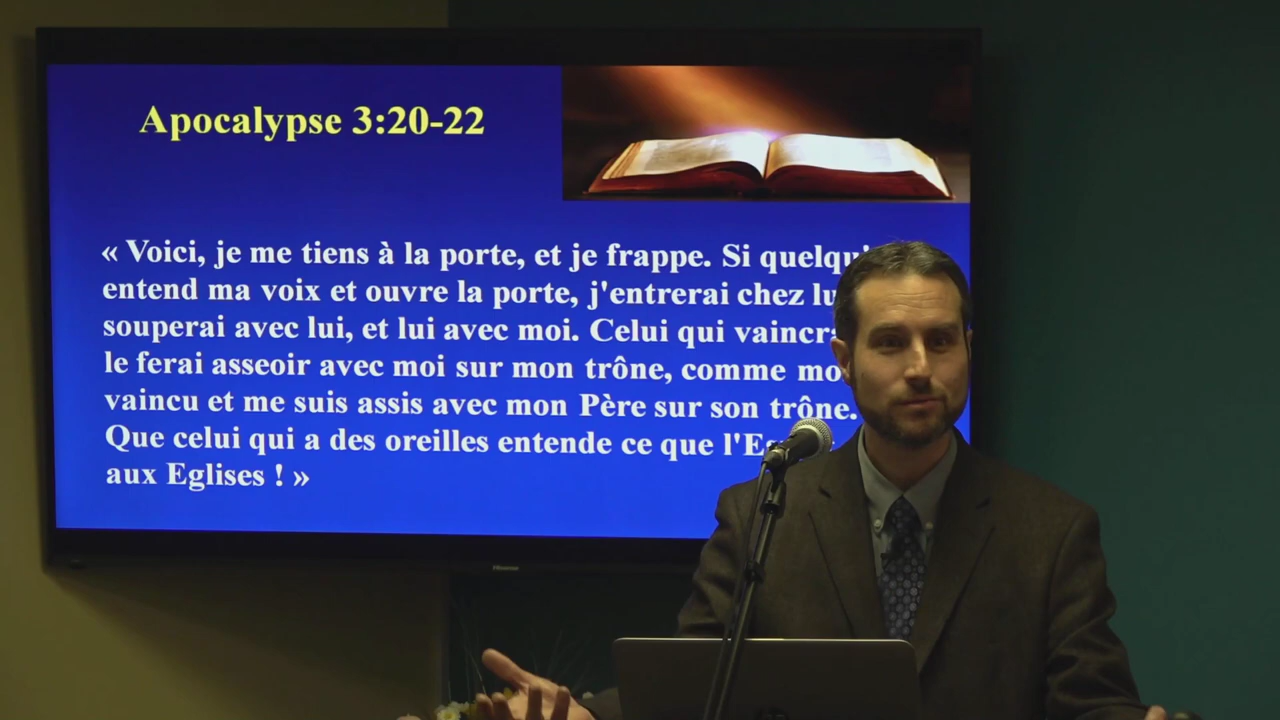 Apocalypse 3:20-22
« Voici, je me tiens à la porte, et je frappe. Si
entend ma voix et ouvre la porte, j'entrerai chez
souperai avec lui, et lui avec moi. Celui qui
le ferai asseoir avec moi sur mon trône, comme
vaincu et me suis assis avec mon Père sur son trône.
Que celui qui a des oreilles entende ce que
aux Eglises ! »
Hisense